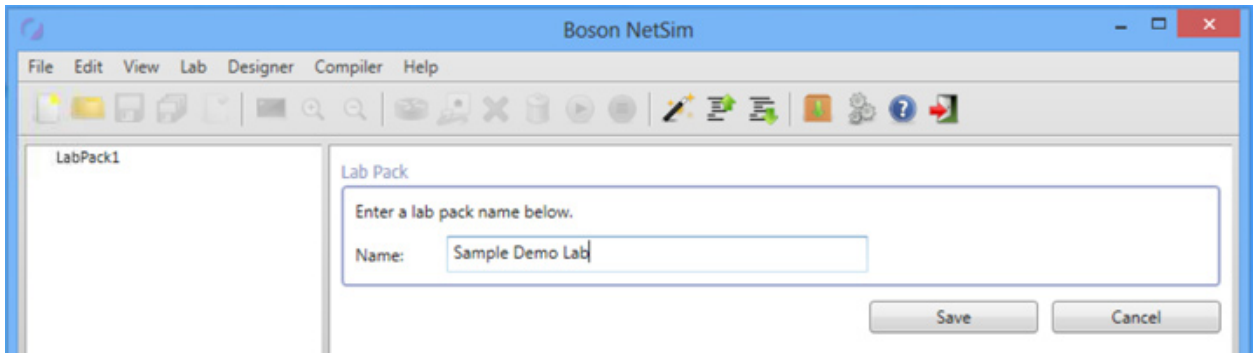 Boson NetSim
File Edit View Lab Designer Compiler Help
LabPack1
Lab Pack
Enter a lab pack name below.
Name: Sample Demo Lab
Save Cancel